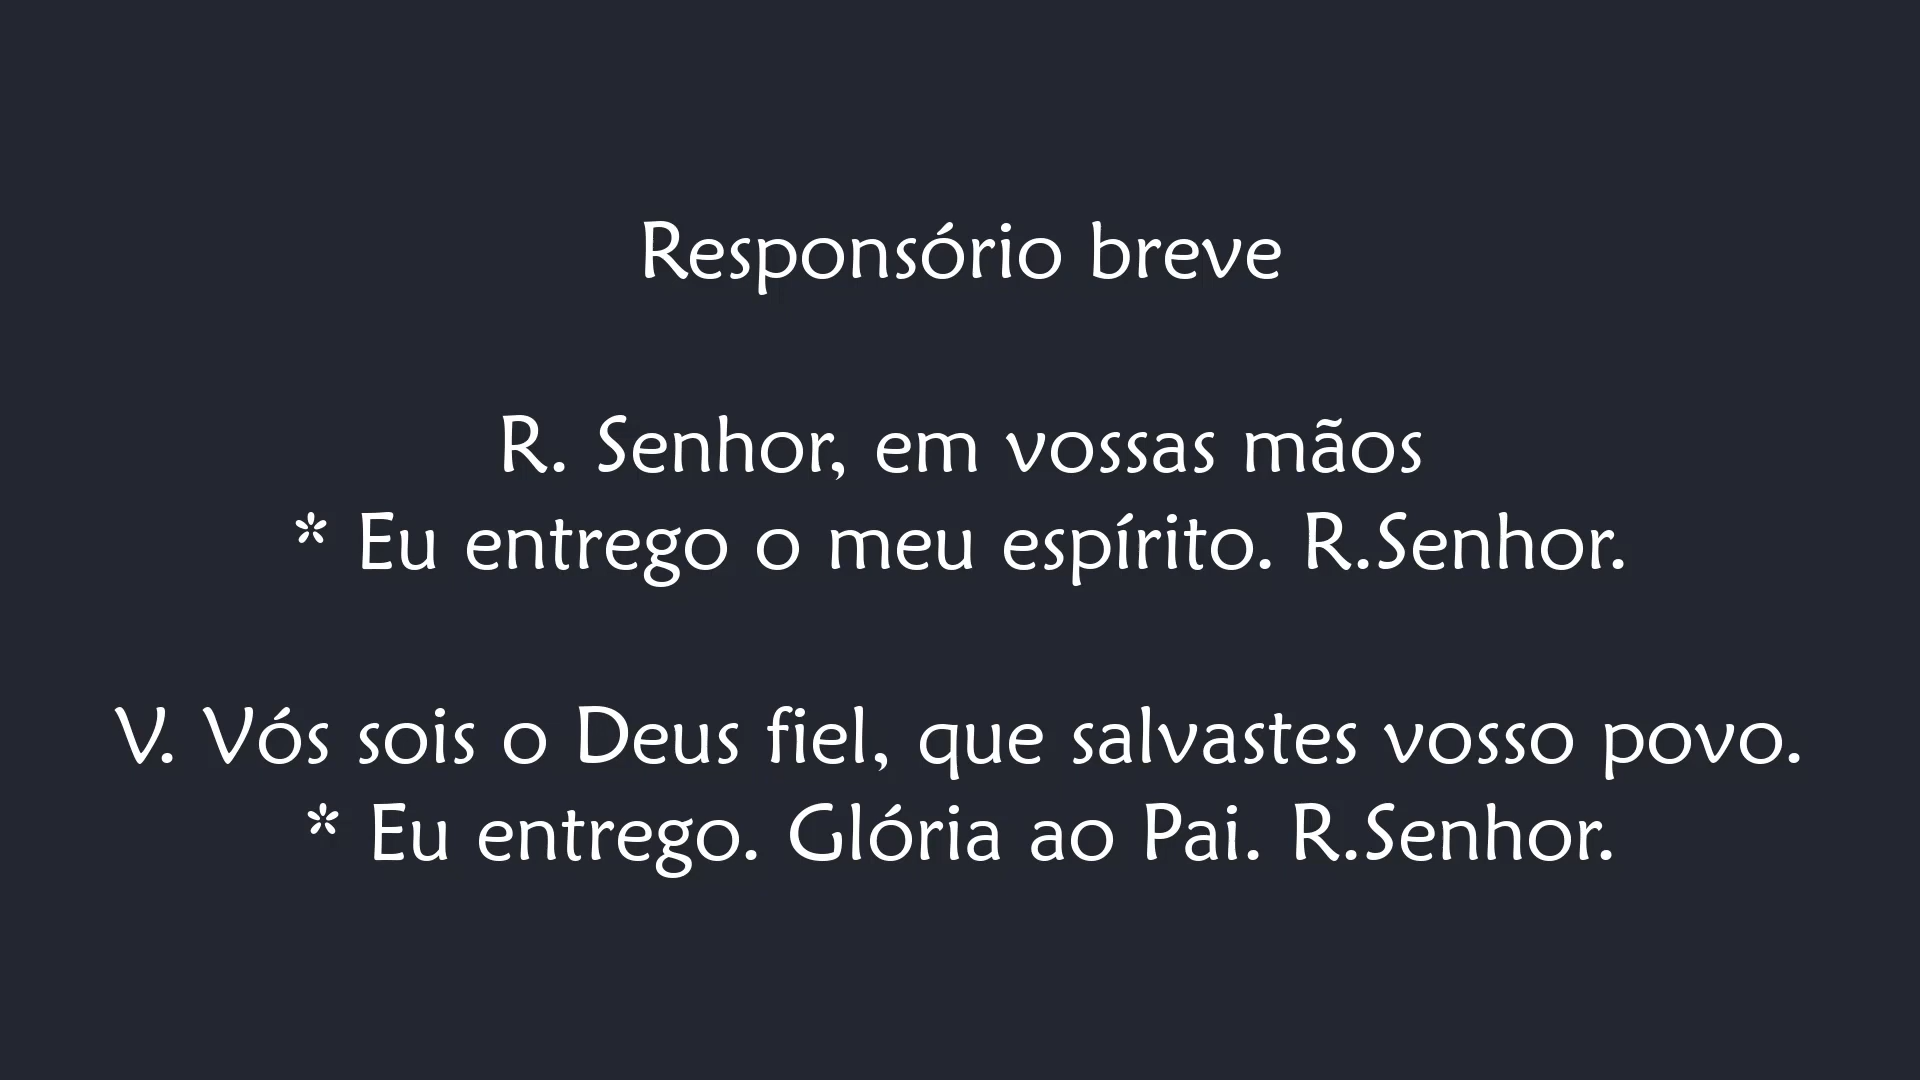 Responsório breve
R. Senhor, em vossas mãos
* Eu entrego o meu espírito. R.Senhor.
V. Vós sois o Deus fiel, que salvastes vosso povo.
* Eu entrego. Glória ao Pai. R.Senhor.